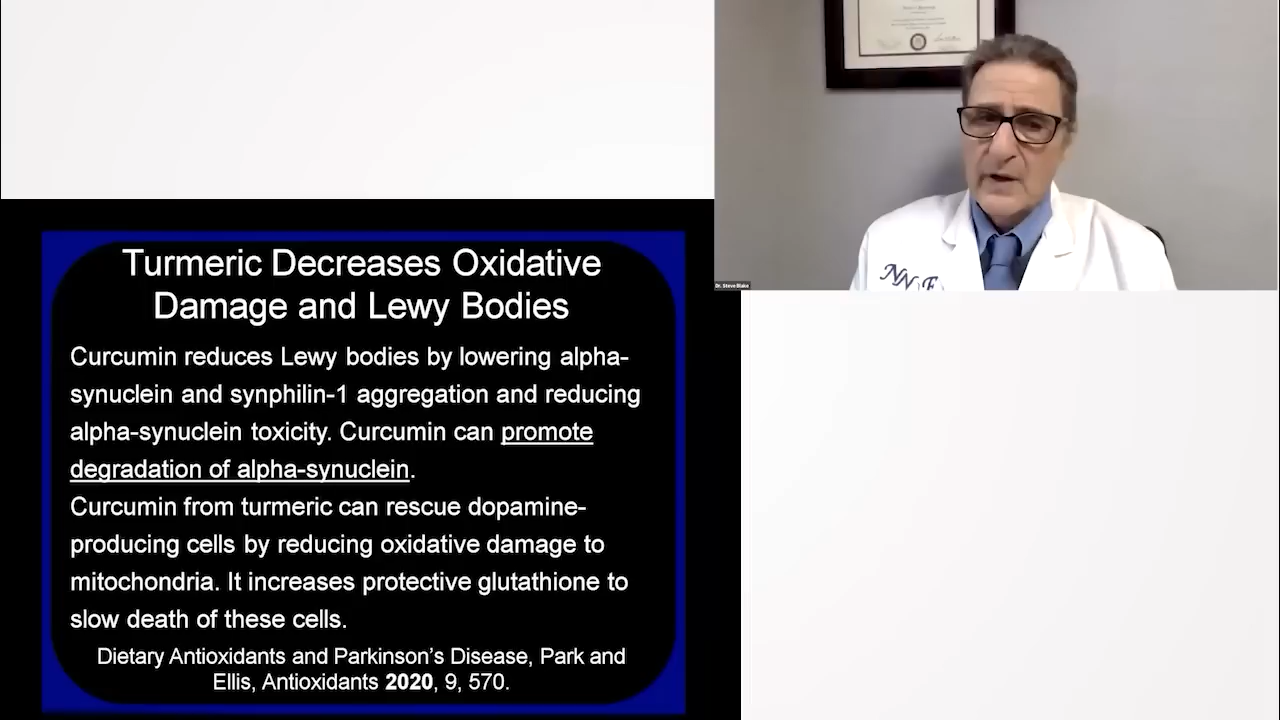 Turmeric Decreases Oxidative
Damage and Lewy Bodies
Curcumin reduces Lewy bodies by lowering alpha-
synuclein and synphilin-1 aggregation and reducing
alpha-synuclein toxicity. Curcumin can promote
degradation of alpha-synuclein.
Curcumin from turmeric can rescue dopamine-
producing cells by reducing oxidative damage to
mitochondria. It increases protective glutathione to
slow death of these cells.
Dietary Antioxidants and Parkinson’s Disease, Park and
Ellis, Antioxidants 2020, 9, 570.
Dr. Steve Blake